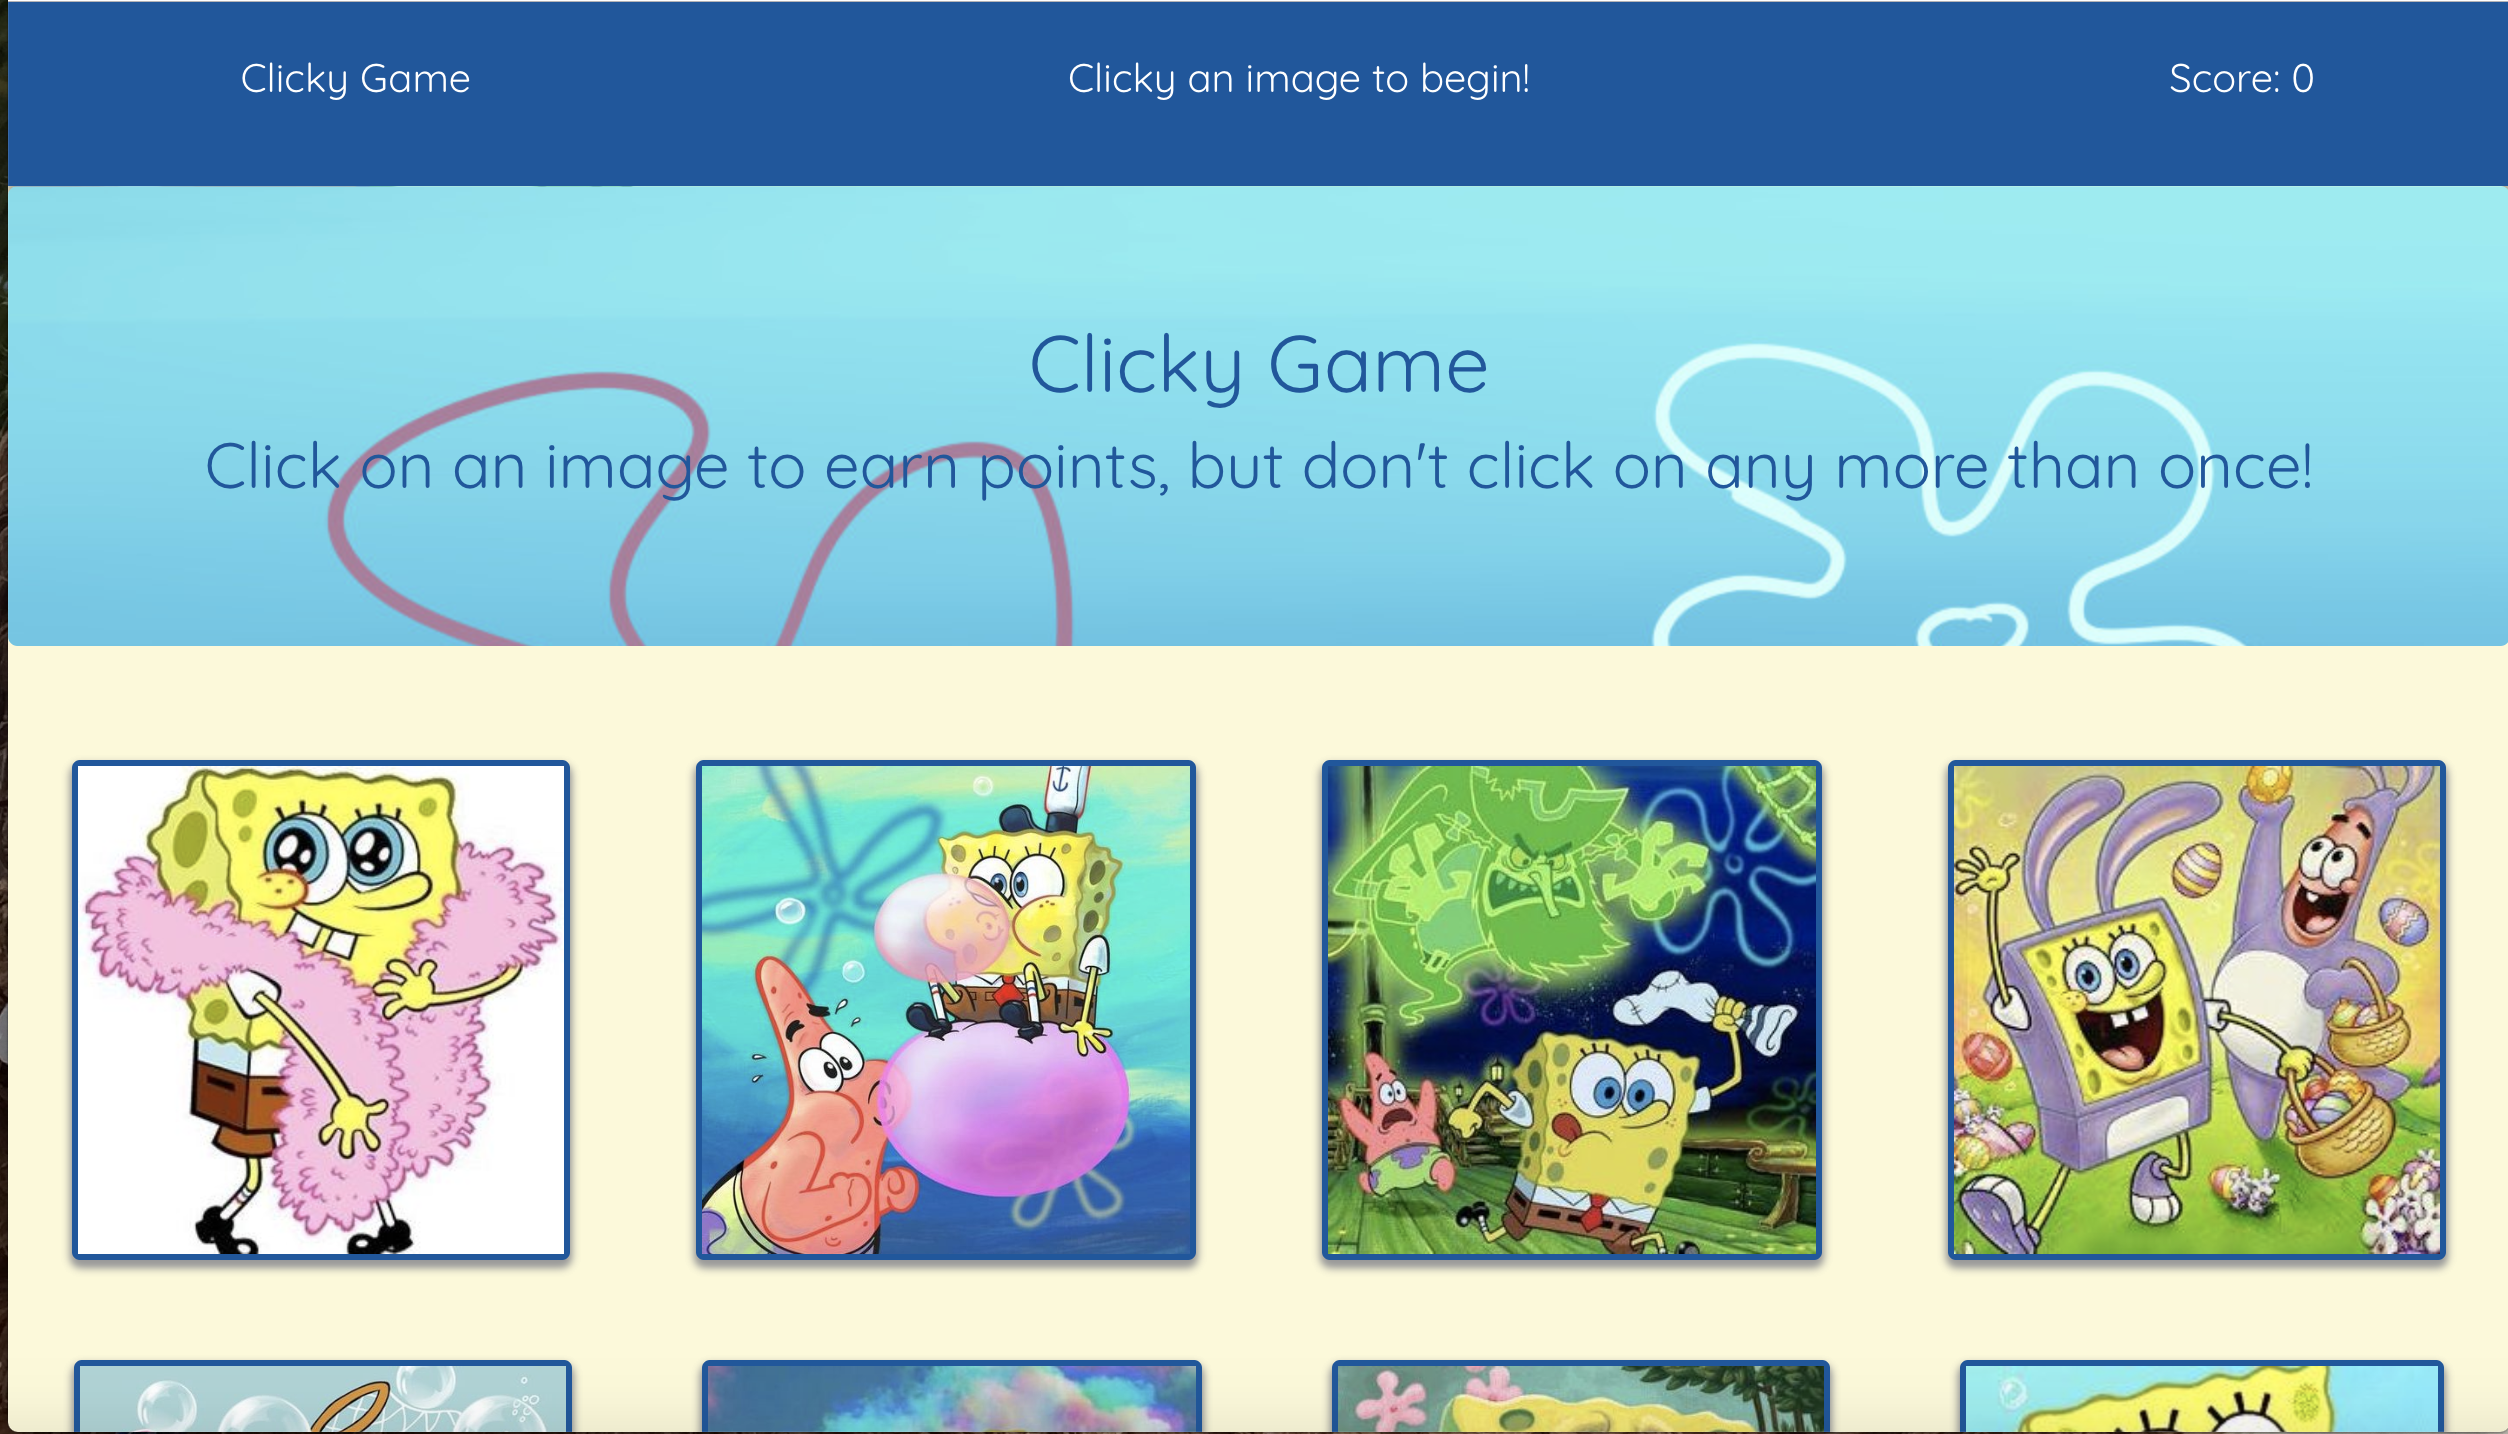 Clicky Game
Clicky an image to begin!
Score: 0
Clicky Game
Click on an image to earn points, but don't click on any more than once!